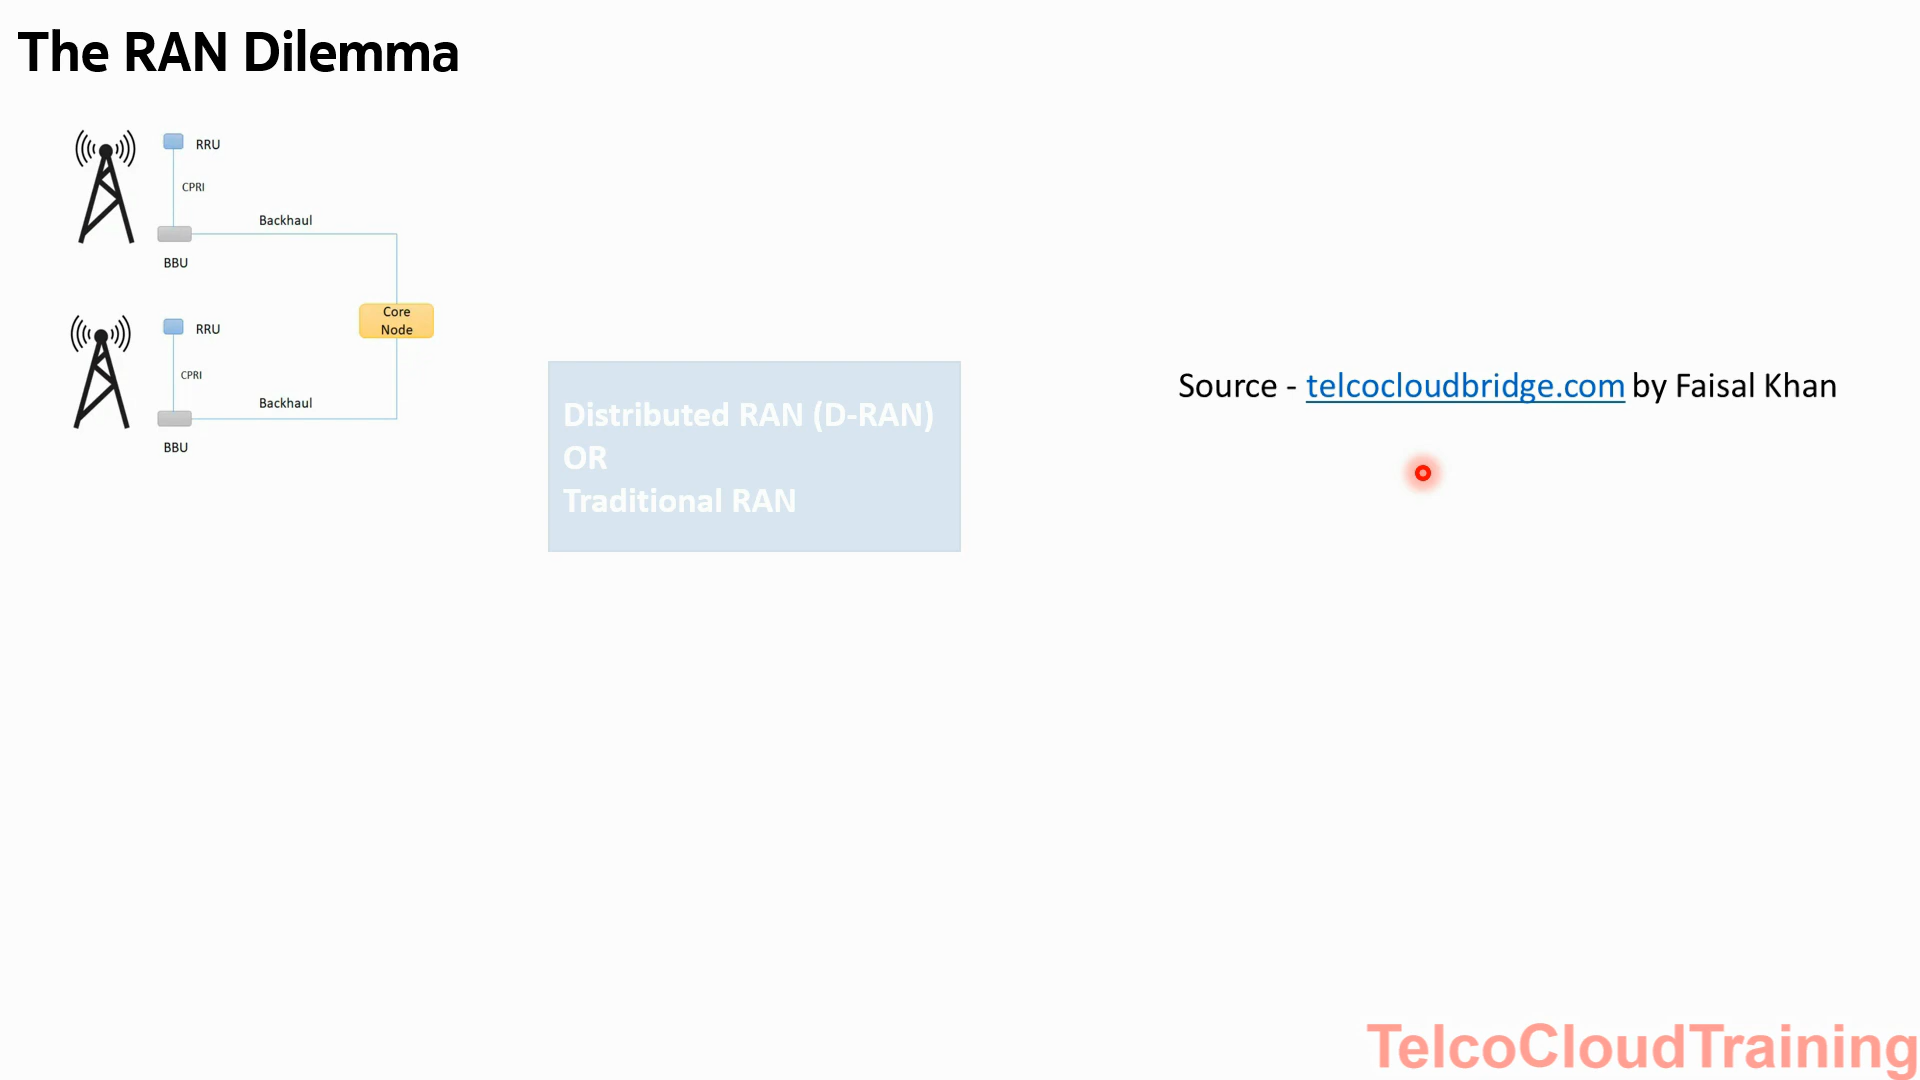 The RAN Dilemma
RRU
CPRI
Backhaul
BBU
Core
Node
RRU
CPRI
Backhaul
BBU
Distributed RAN (D-RAN)
OR
Traditional RAN
Source - telcocloudbridge.com by Faisal Khan
TelcoCloudTraining